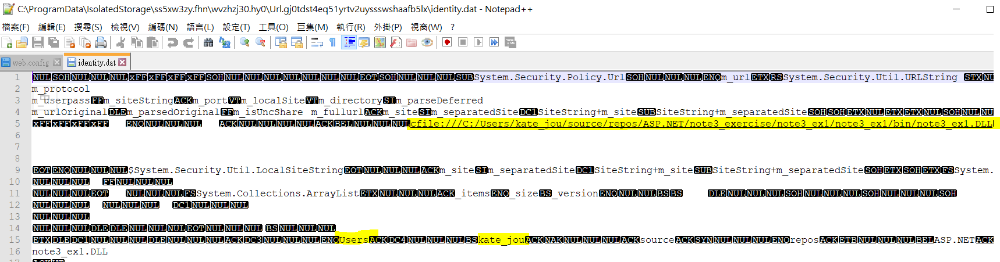 C:\ProgramData\IsolatedStorage\ss5xw3zy.fhn\wvzhzj30.hy0\Url.gj0tdst4eq51yrtv2uyssswshaafb5lx\identity.dat - Notepad++
檔案(F) 編輯(E) 搜尋(S) 檢視(V) 編碼(N) 語言(L) 設定(T) 工具(O) 巨集(M) 執行(R) 外掛(P) 視窗(W) ?
web.config identity.dat
1 NULSOHNULNULNULxFFxFFxFFxFFSOHNULNULNULNULNULNULNULEOTSOHNULNULNULSUBSystem.Security.Policy.UrlSOHNULNULNULENQm_urlETXRSSystem.Security.Util.URLString STXNU
2 m_protocol
3 m_userpassFFm_siteStringACKm_portVTm_localSiteVTm_directorySIm_parseDeferred
4 m_urlOriginalDLEm_parsedOriginalFFm_isUncShare m_fullurlACKm_siteSIm_separatedSiteDC1SiteString+m_siteSUBSiteString+m_separatedSiteSOHSOHETXNULETXETXNULSOHNULNU
5 xFFxFFxFFxFF ENQNULNULNUL ACKNULNULNULNULACKBELNULNULNULcfile:///C:/Users/kate_jou/source/repos/ASP.NET/note3_exercise/note3_ex1/note3_ex1/bin/note3_ex1.DLL
6
7
8
9 EOTENQNULNULNUL$System.Security.Util.LocalSiteStringEOTNULNULNULACKm_siteSIm_separatedSiteDC1SiteString+m_siteSUBSiteString+m_separatedSiteSOHETXSOHETXFSSystem.
10 NULNULNUL FFNULNULNUL
11 NULNULNULEOT NULNULNULFSSystem.Collections.ArrayListETXNULNULNULACK_itemsENQ_sizeBS_versionENQNULNULBSBS DLENULNULNULSOHNULNULNULSOHNULNULNULSOH
12 NULNULNUL NULNULNUL DC1NULNULNUL
13 NULNULNUL
14 NULNULNULDLEDLENULNULNULEOTNULNULNUL BSNULNULNUL
15 ETXDLEDC1NULNULNULDLENULNULNULACKDC3NULNULNULENQUsersACKDC4NULNULNULBSkate_jouACKNAKNULNULNULACKsourceACKSYNNULNULNULENQreposACKETBNULNULNULBELASP.NETACK
16 note3_ex1.DLL